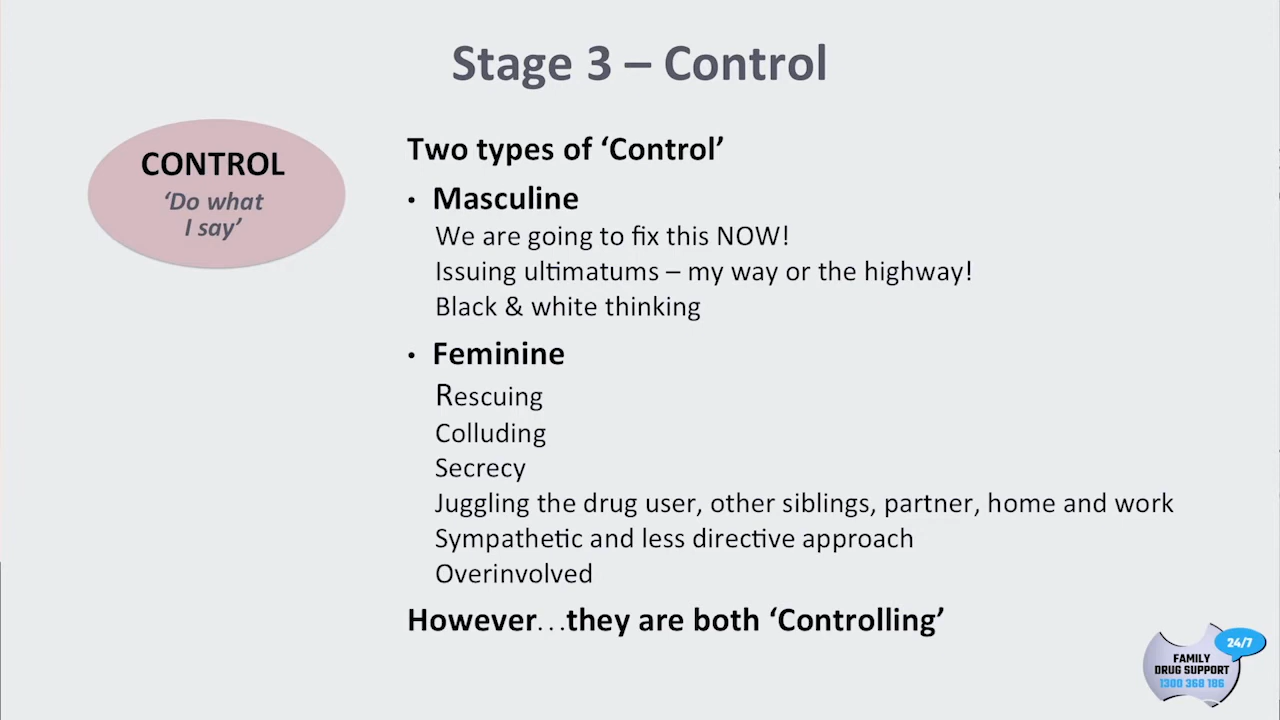 Stage 3 – Control
CONTROL
‘Do what
I say’
Two types of ‘Control’
• Masculine
We are going to fix this NOW!
Issuing ultimatums – my way or the highway!
Black & white thinking
• Feminine
Rescuing
Colluding
Secrecy
Juggling the drug user, other siblings, partner, home and work
Sympathetic and less directive approach
Overinvolved
However...they are both ‘Controlling’
24/7
FAMILY
DRUG SUPPORT
1300 368 186